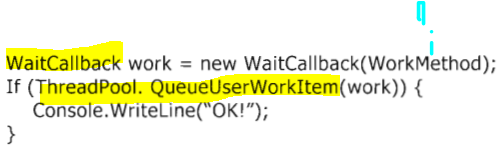 q
i
WaitCallback work = new WaitCallback(WorkMethod);
If (ThreadPool. QueueUserWorkItem(work)) {
Console.WriteLine(“OK!”);
}